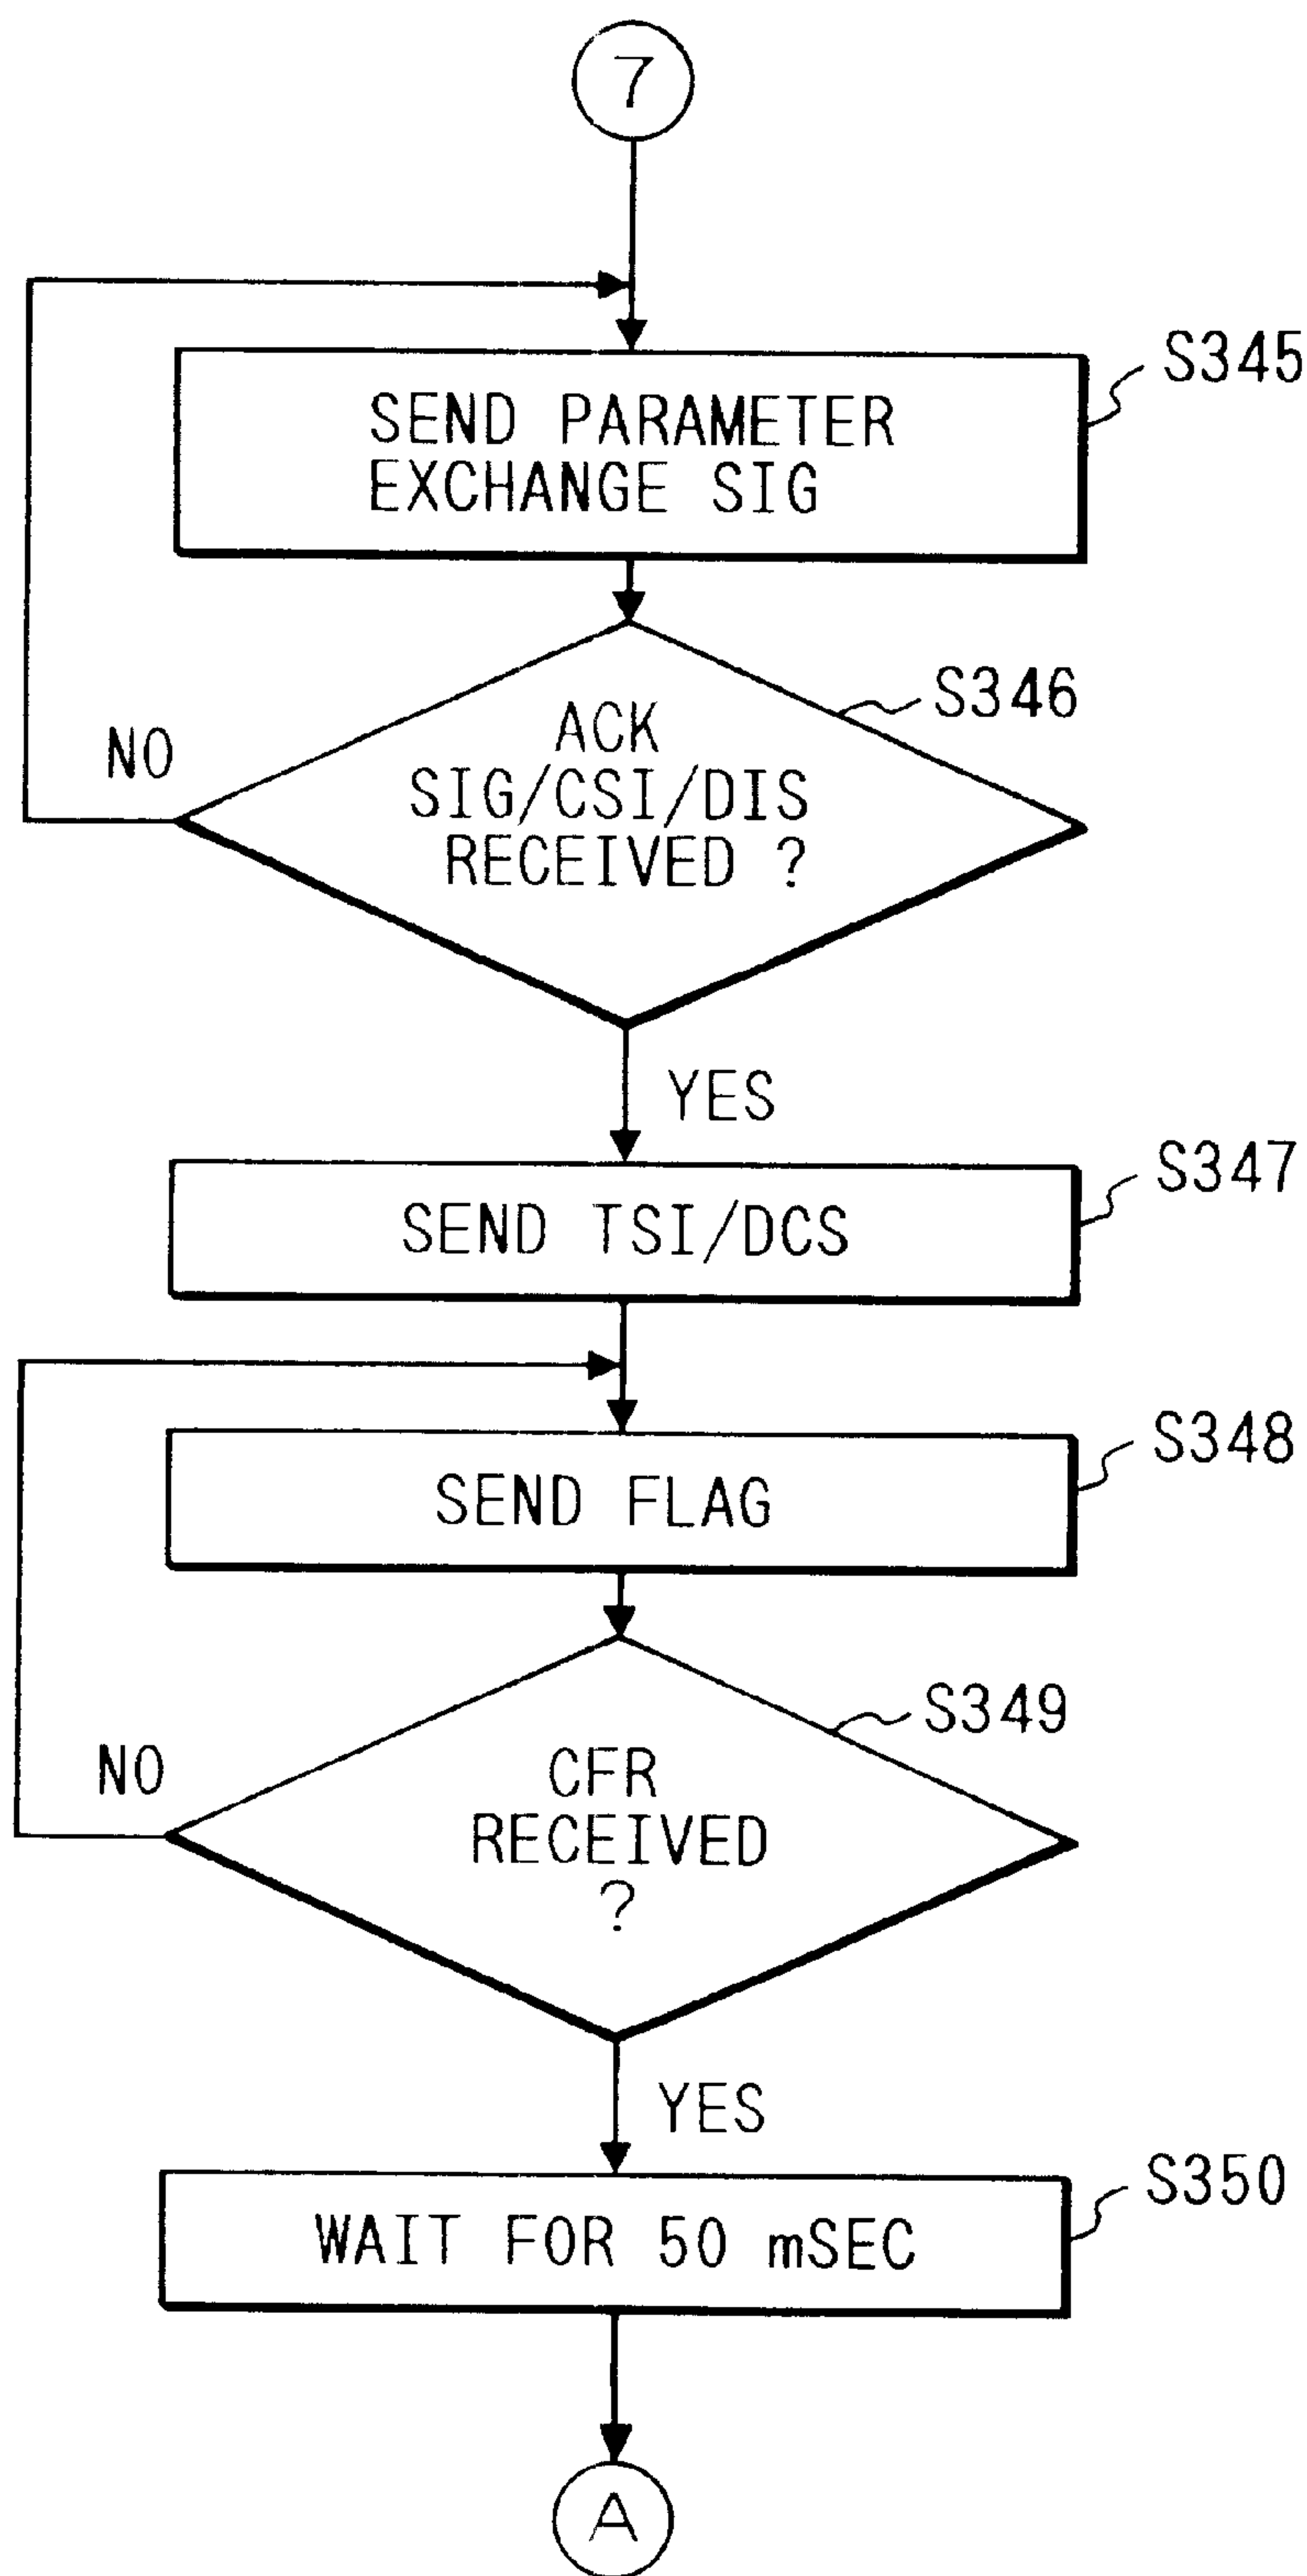 7
S345
SEND PARAMETER
EXCHANGE SIG
S346
ACK
SIG/CSI/DIS
RECEIVED ?
NO
YES
S347
SEND TSI/DCS
S348
SEND FLAG
S349
CFR
RECEIVED
?
NO
YES
S350
WAIT FOR 50 mSEC
A